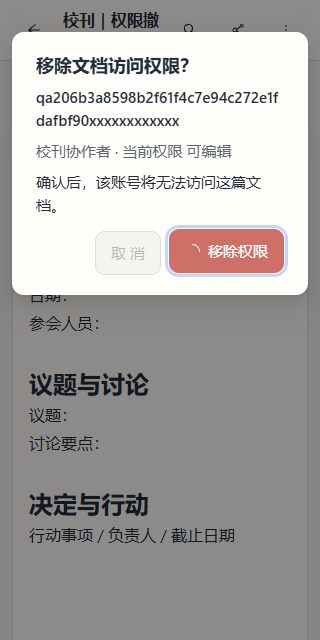 校刊｜权限撤
移除文档访问权限？
qa206b3a8598b2f61f4c7e94c272e1f
dafbf90xxxxxxxxxxxx
校刊协作者 · 当前权限 可编辑
确认后，该账号将无法访问这篇文
档。
取 消
移除权限
日期：
参会人员：
议题与讨论
议题：
讨论要点：
决定与行动
行动事项 / 负责人 / 截止日期